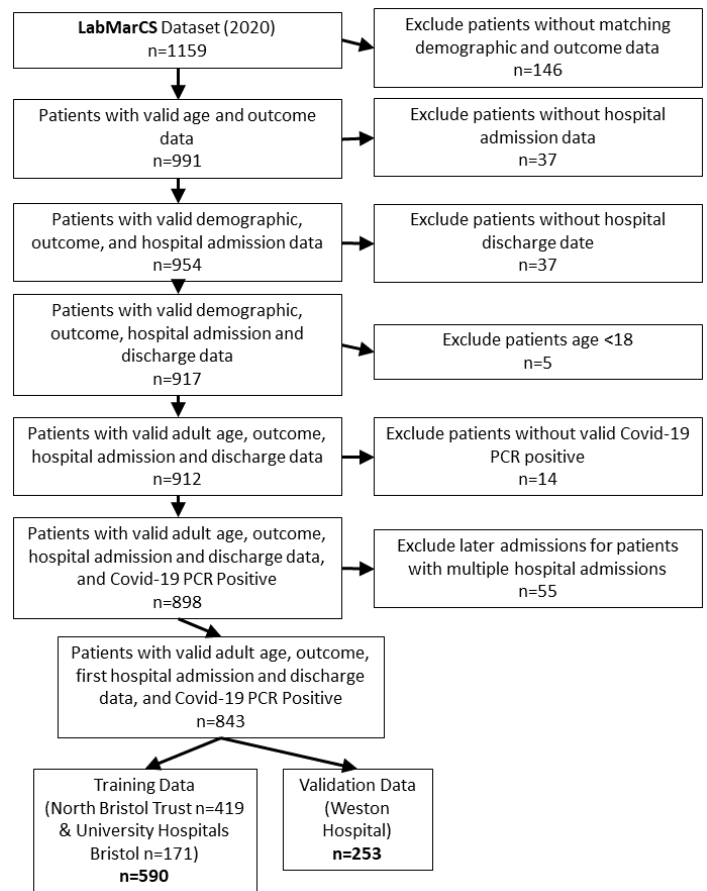 LabMarCS Dataset (2020)
n=1159
Exclude patients without matching
demographic and outcome data
n=146
Patients with valid age and outcome
data
n=991
Exclude patients without hospital
admission data
n=37
Patients with valid demographic,
outcome, and hospital admission data
n=954
Exclude patients without hospital
discharge date
n=37
Patients with valid demographic,
outcome, hospital admission and
discharge data
n=917
Exclude patients age <18
n=5
Patients with valid adult age, outcome,
hospital admission and discharge data
n=912
Exclude patients without valid Covid-19
PCR positive
n=14
Patients with valid adult age, outcome,
hospital admission and discharge data,
and Covid-19 PCR Positive
n=898
Exclude later admissions for patients
with multiple hospital admissions
n=55
Patients with valid adult age, outcome,
first hospital admission and discharge
data, and Covid-19 PCR Positive
n=843
Training Data
(North Bristol Trust n=419
& University Hospitals
Bristol n=171)
n=590
Validation Data
(Weston
Hospital)
n=253